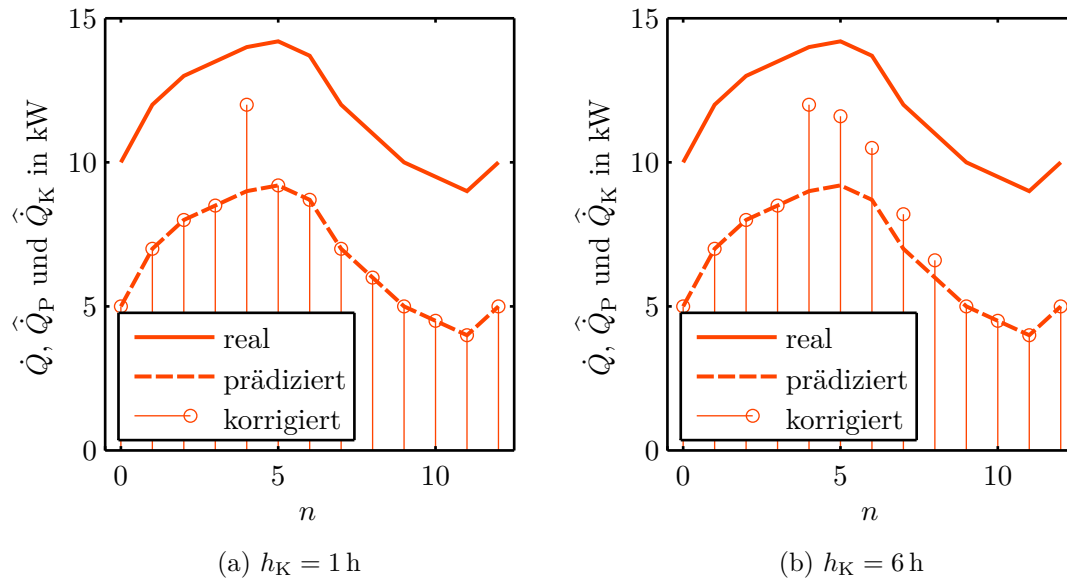 15
10
5
0
0 5 10
n
Q̇, Q̇̂_P und Q̇̂_K in kW
real
prädiziert
korrigiert
(a) h_K = 1 h
15
10
5
0
0 5 10
n
Q̇, Q̇̂_P und Q̇̂_K in kW
real
prädiziert
korrigiert
(b) h_K = 6 h